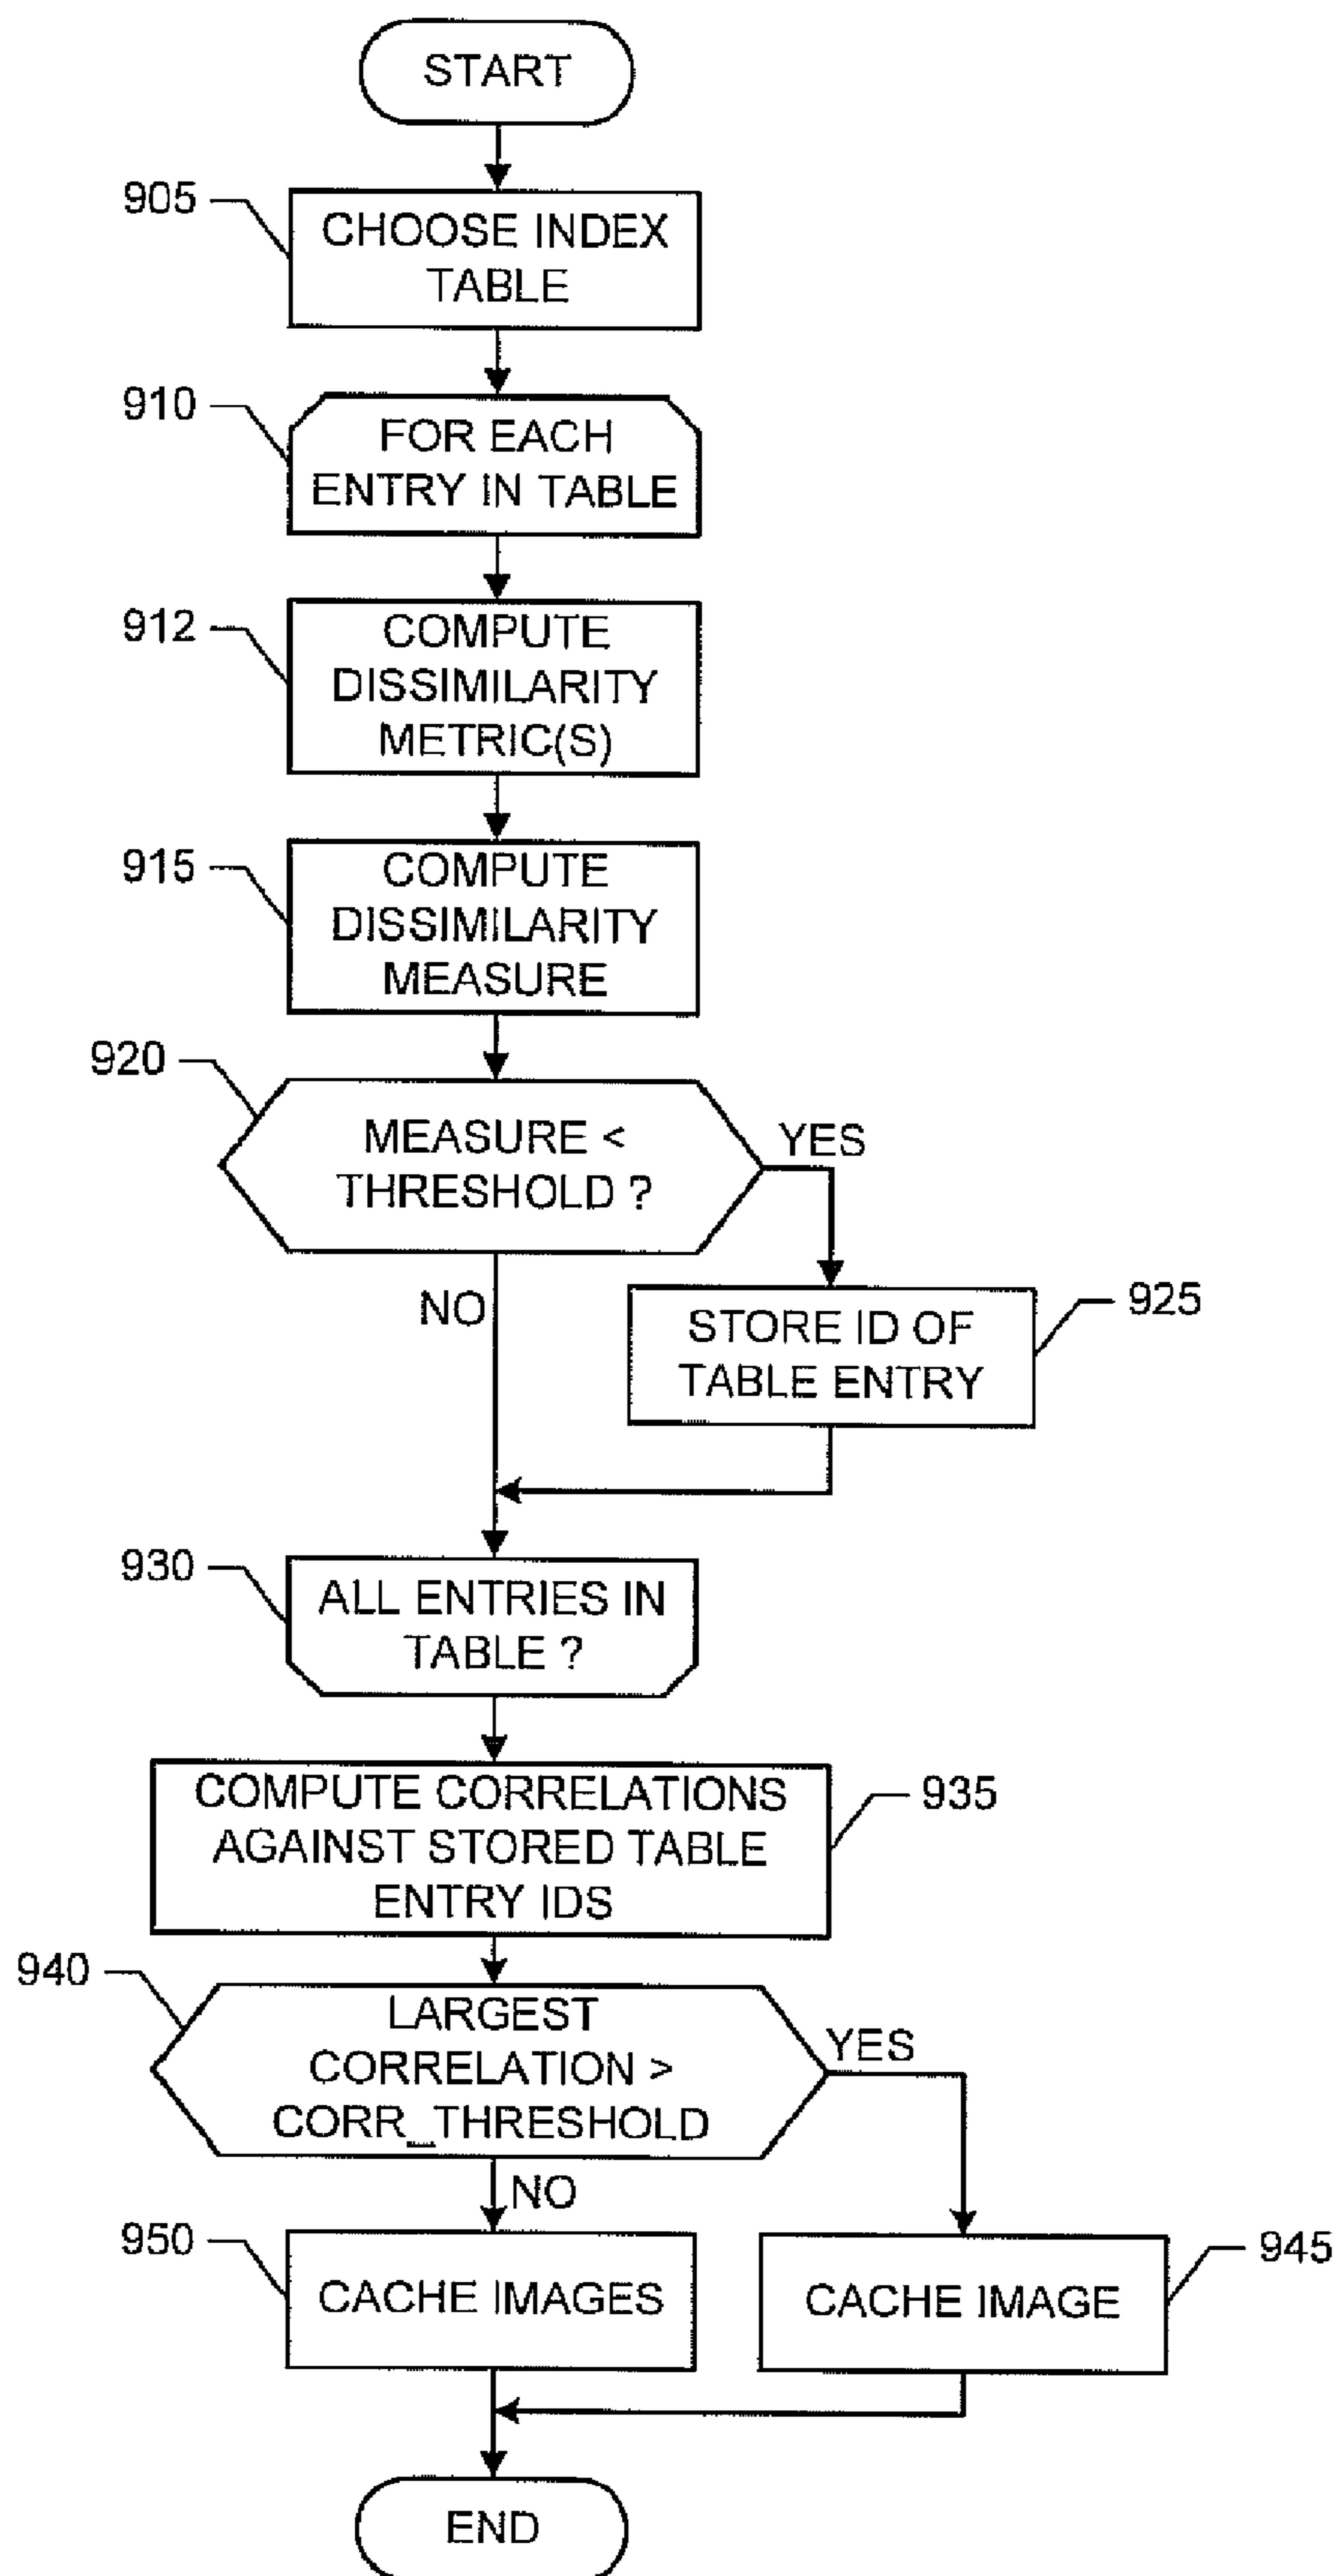 START
905
CHOOSE INDEX
TABLE
910
FOR EACH
ENTRY IN TABLE
912
COMPUTE
DISSIMILARITY
METRIC(S)
915
COMPUTE
DISSIMILARITY
MEASURE
920
MEASURE <
THRESHOLD ?
YES
NO
STORE ID OF
TABLE ENTRY
925
930
ALL ENTRIES IN
TABLE ?
COMPUTE CORRELATIONS
AGAINST STORED TABLE
ENTRY IDS
935
940
LARGEST
CORRELATION >
CORR_THRESHOLD
YES
NO
950
CACHE IMAGES
CACHE IMAGE
945
END